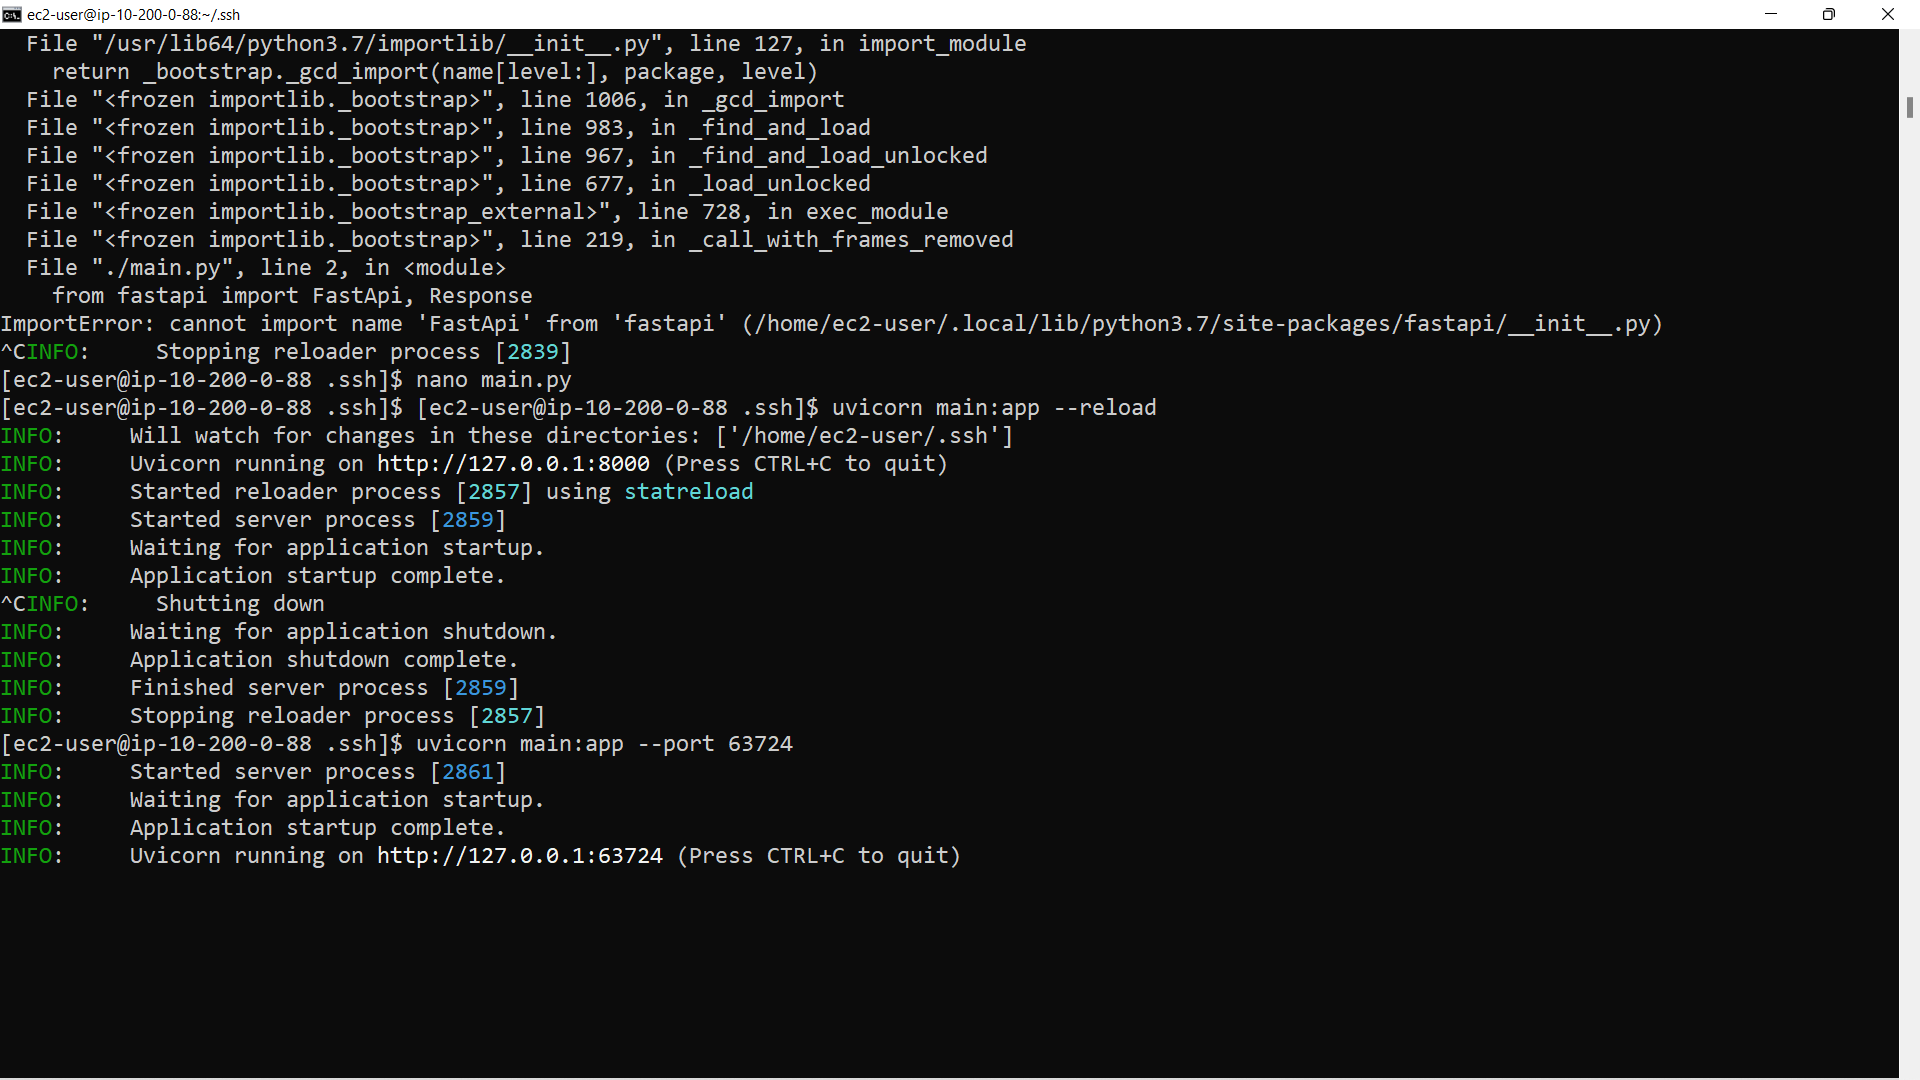 ec2-user@ip-10-200-0-88:~/.ssh
  File "/usr/lib64/python3.7/importlib/__init__.py", line 127, in import_module
    return _bootstrap._gcd_import(name[level:], package, level)
  File "<frozen importlib._bootstrap>", line 1006, in _gcd_import
  File "<frozen importlib._bootstrap>", line 983, in _find_and_load
  File "<frozen importlib._bootstrap>", line 967, in _find_and_load_unlocked
  File "<frozen importlib._bootstrap>", line 677, in _load_unlocked
  File "<frozen importlib._bootstrap_external>", line 728, in exec_module
  File "<frozen importlib._bootstrap>", line 219, in _call_with_frames_removed
  File "./main.py", line 2, in <module>
    from fastapi import FastApi, Response
ImportError: cannot import name 'FastApi' from 'fastapi' (/home/ec2-user/.local/lib/python3.7/site-packages/fastapi/__init__.py)
^CINFO:     Stopping reloader process [2839]
[ec2-user@ip-10-200-0-88 .ssh]$ nano main.py
[ec2-user@ip-10-200-0-88 .ssh]$ [ec2-user@ip-10-200-0-88 .ssh]$ uvicorn main:app --reload
INFO:     Will watch for changes in these directories: ['/home/ec2-user/.ssh']
INFO:     Uvicorn running on http://127.0.0.1:8000 (Press CTRL+C to quit)
INFO:     Started reloader process [2857] using statreload
INFO:     Started server process [2859]
INFO:     Waiting for application startup.
INFO:     Application startup complete.
^CINFO:     Shutting down
INFO:     Waiting for application shutdown.
INFO:     Application shutdown complete.
INFO:     Finished server process [2859]
INFO:     Stopping reloader process [2857]
[ec2-user@ip-10-200-0-88 .ssh]$ uvicorn main:app --port 63724
INFO:     Started server process [2861]
INFO:     Waiting for application startup.
INFO:     Application startup complete.
INFO:     Uvicorn running on http://127.0.0.1:63724 (Press CTRL+C to quit)